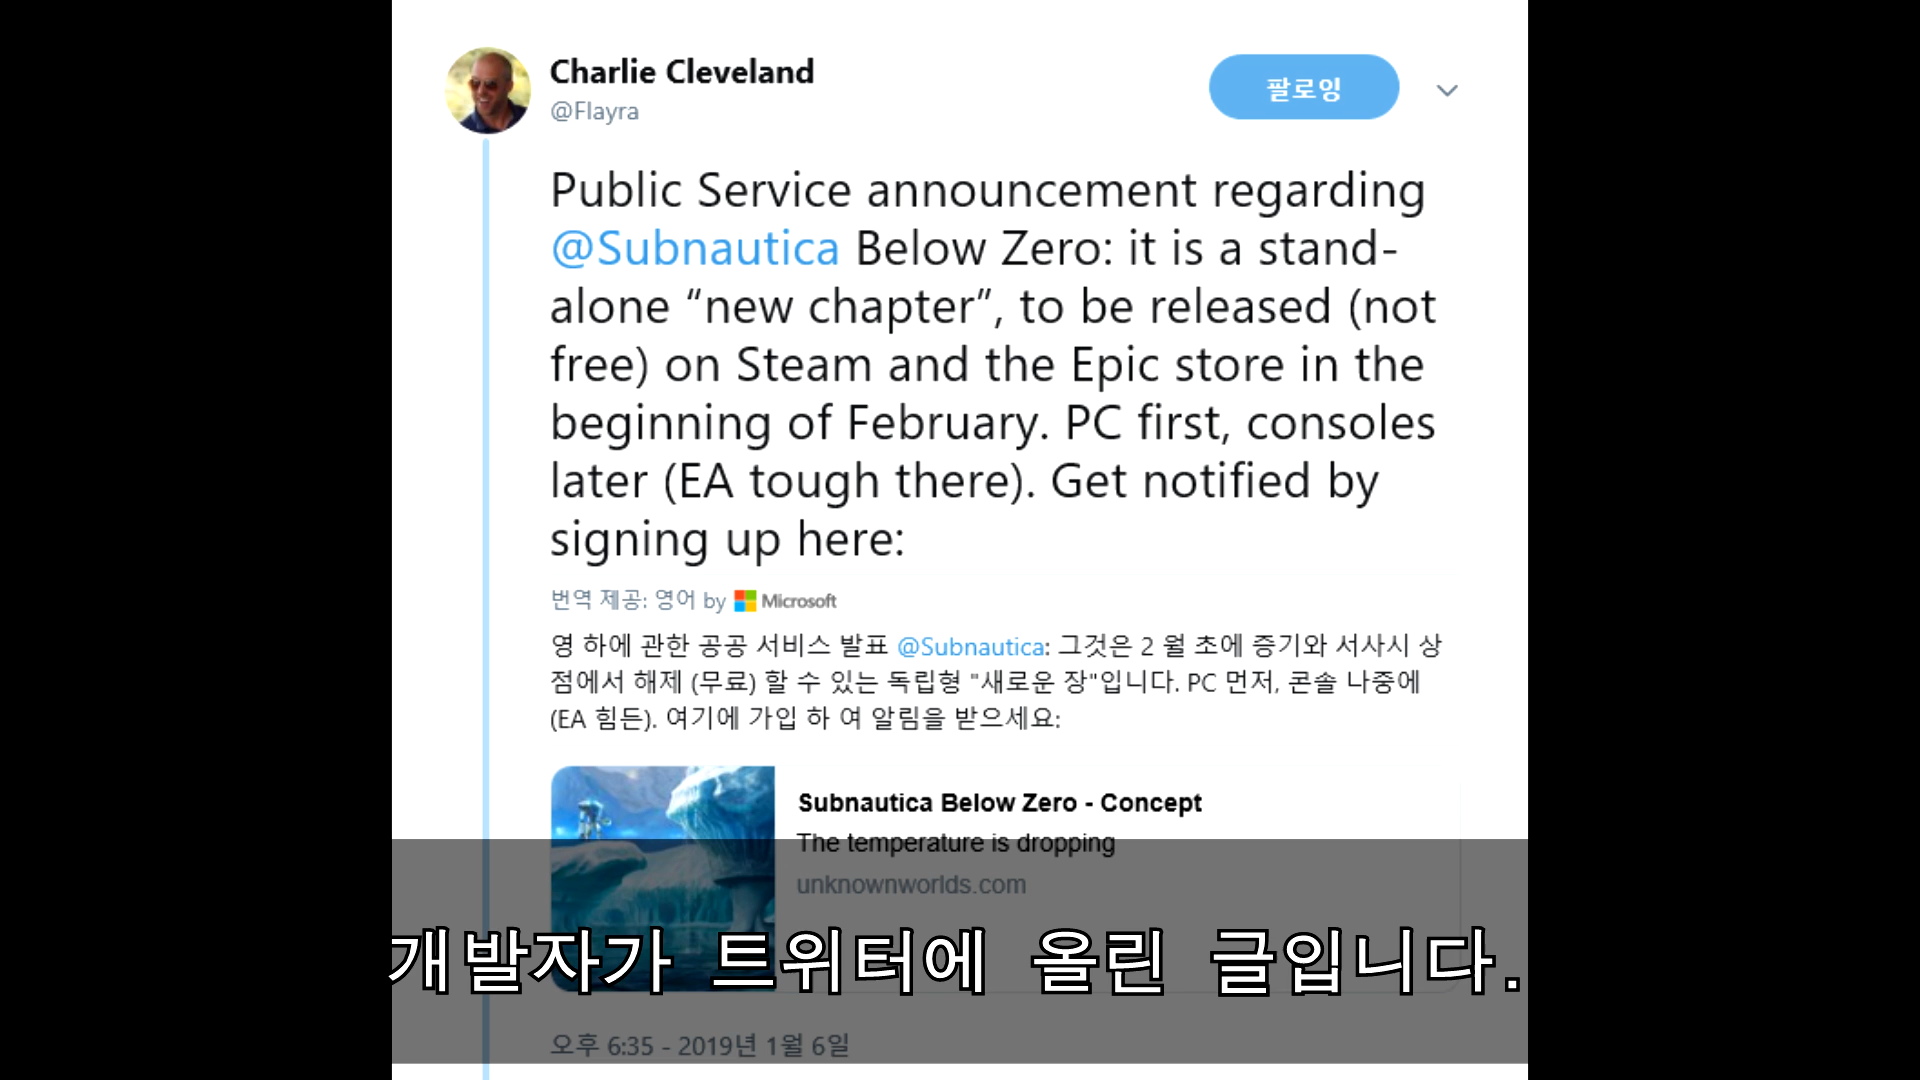 Charlie Cleveland
@Flayra
팔로잉
Public Service announcement regarding
@Subnautica Below Zero: it is a stand-
alone “new chapter”, to be released (not
free) on Steam and the Epic store in the
beginning of February. PC first, consoles
later (EA tough there). Get notified by
signing up here:
번역 제공: 영어 by Microsoft
영 하에 관한 공공 서비스 발표 @Subnautica: 그것은 2 월 초에 증기와 서사시 상
점에서 해제 (무료) 할 수 있는 독립형 "새로운 장"입니다. PC 먼저, 콘솔 나중에
(EA 힘든). 여기에 가입 하 여 알림을 받으세요:
Subnautica Below Zero - Concept
The temperature is dropping
unknownworlds.com
개발자가 트위터에 올린 글입니다.
오후 6:35 - 2019년 1월 6일